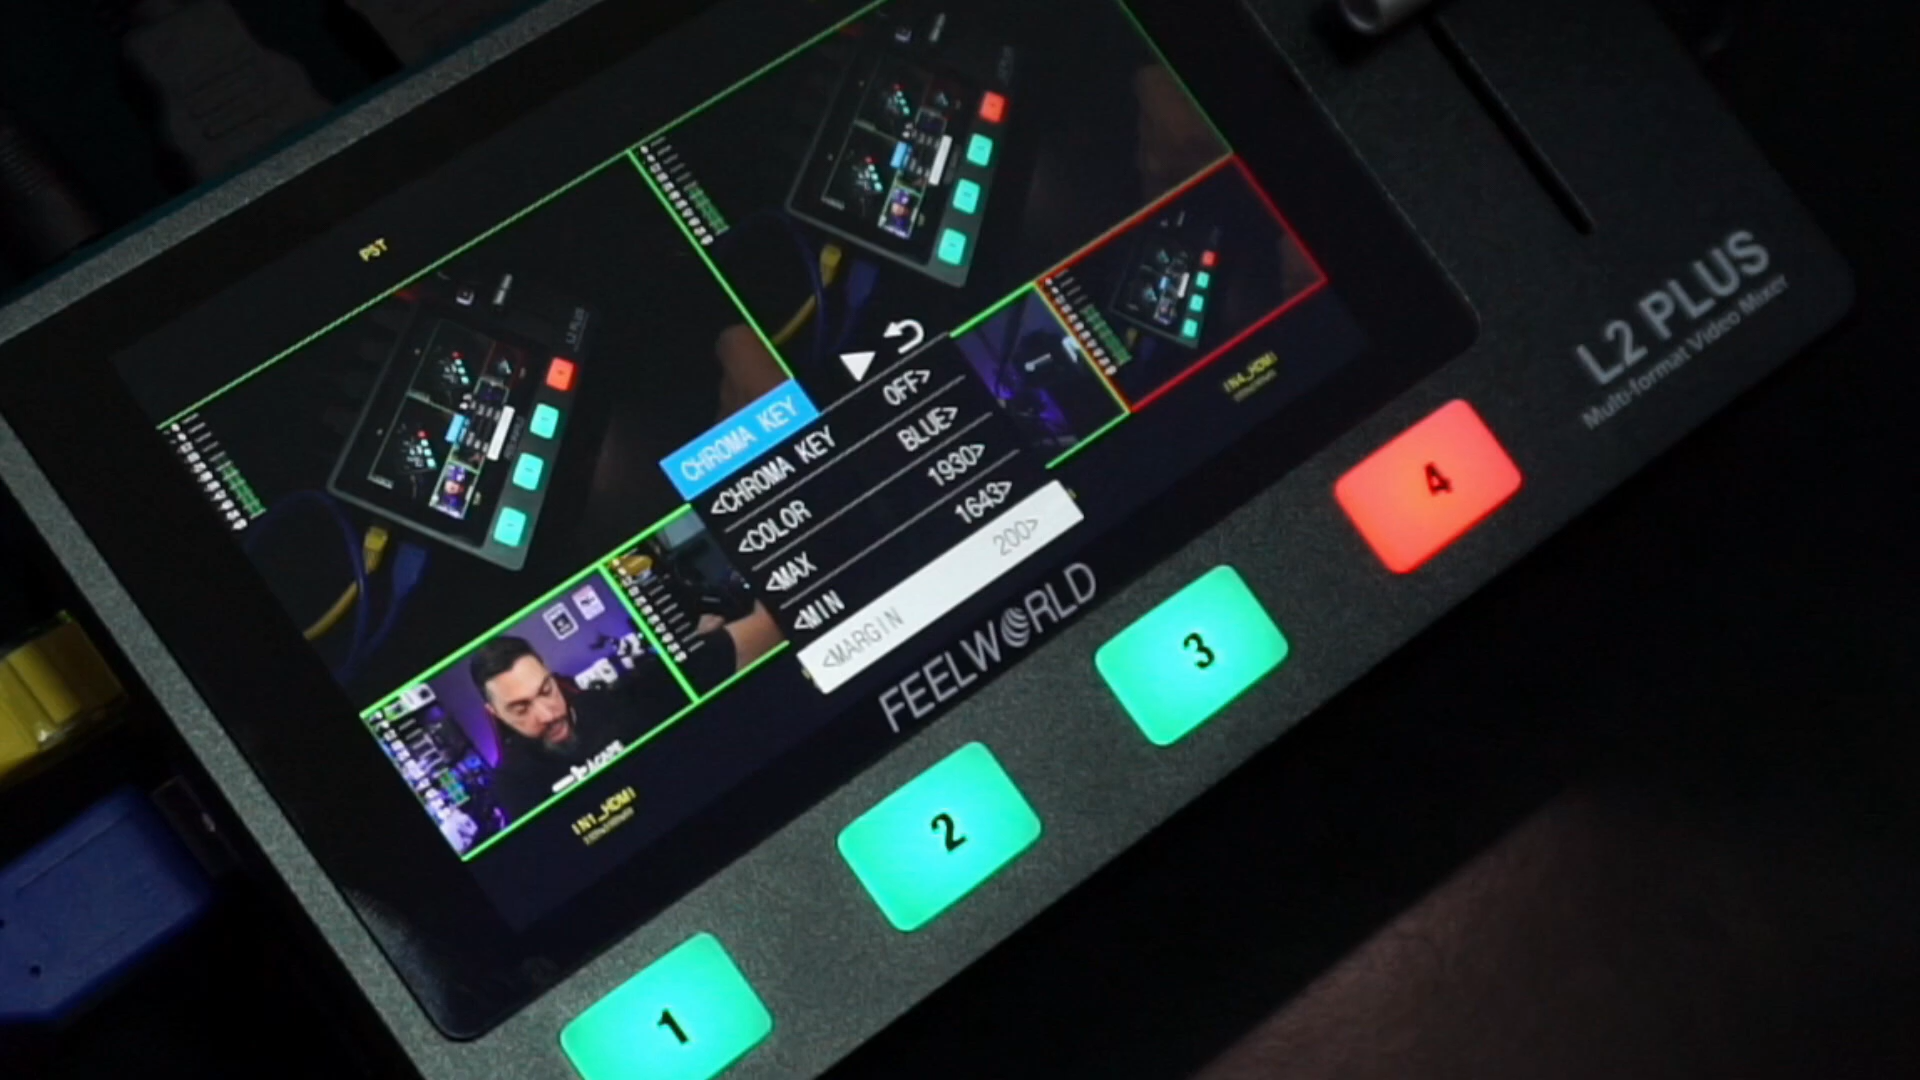 PST
CHROMA KEY
<CHROMA KEY OFF>
<COLOR BLUE>
<MAX 1930>
<MIN 1643>
<MARGIN 200>
IN1_HDMI
IN4_HDMI
FEELWORLD
L2 PLUS
Multi-format Video Mixer
1
2
3
4